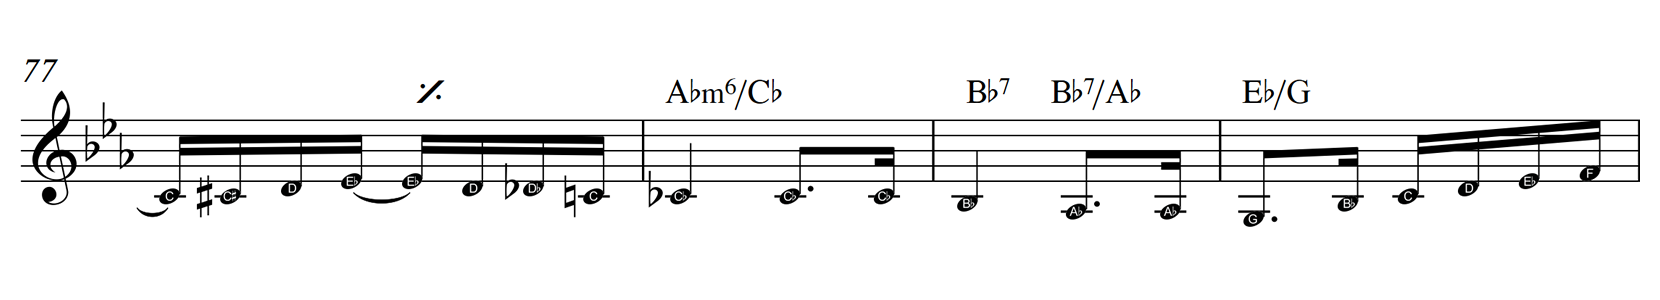 77
A♭m6/C♭ B♭7 B♭7/A♭ E♭/G
C C♯ D E♭ E♭ D D♭ C C♭ C♭ C♭ B♭ A♭ A♭ G B♭ C D E♭ F